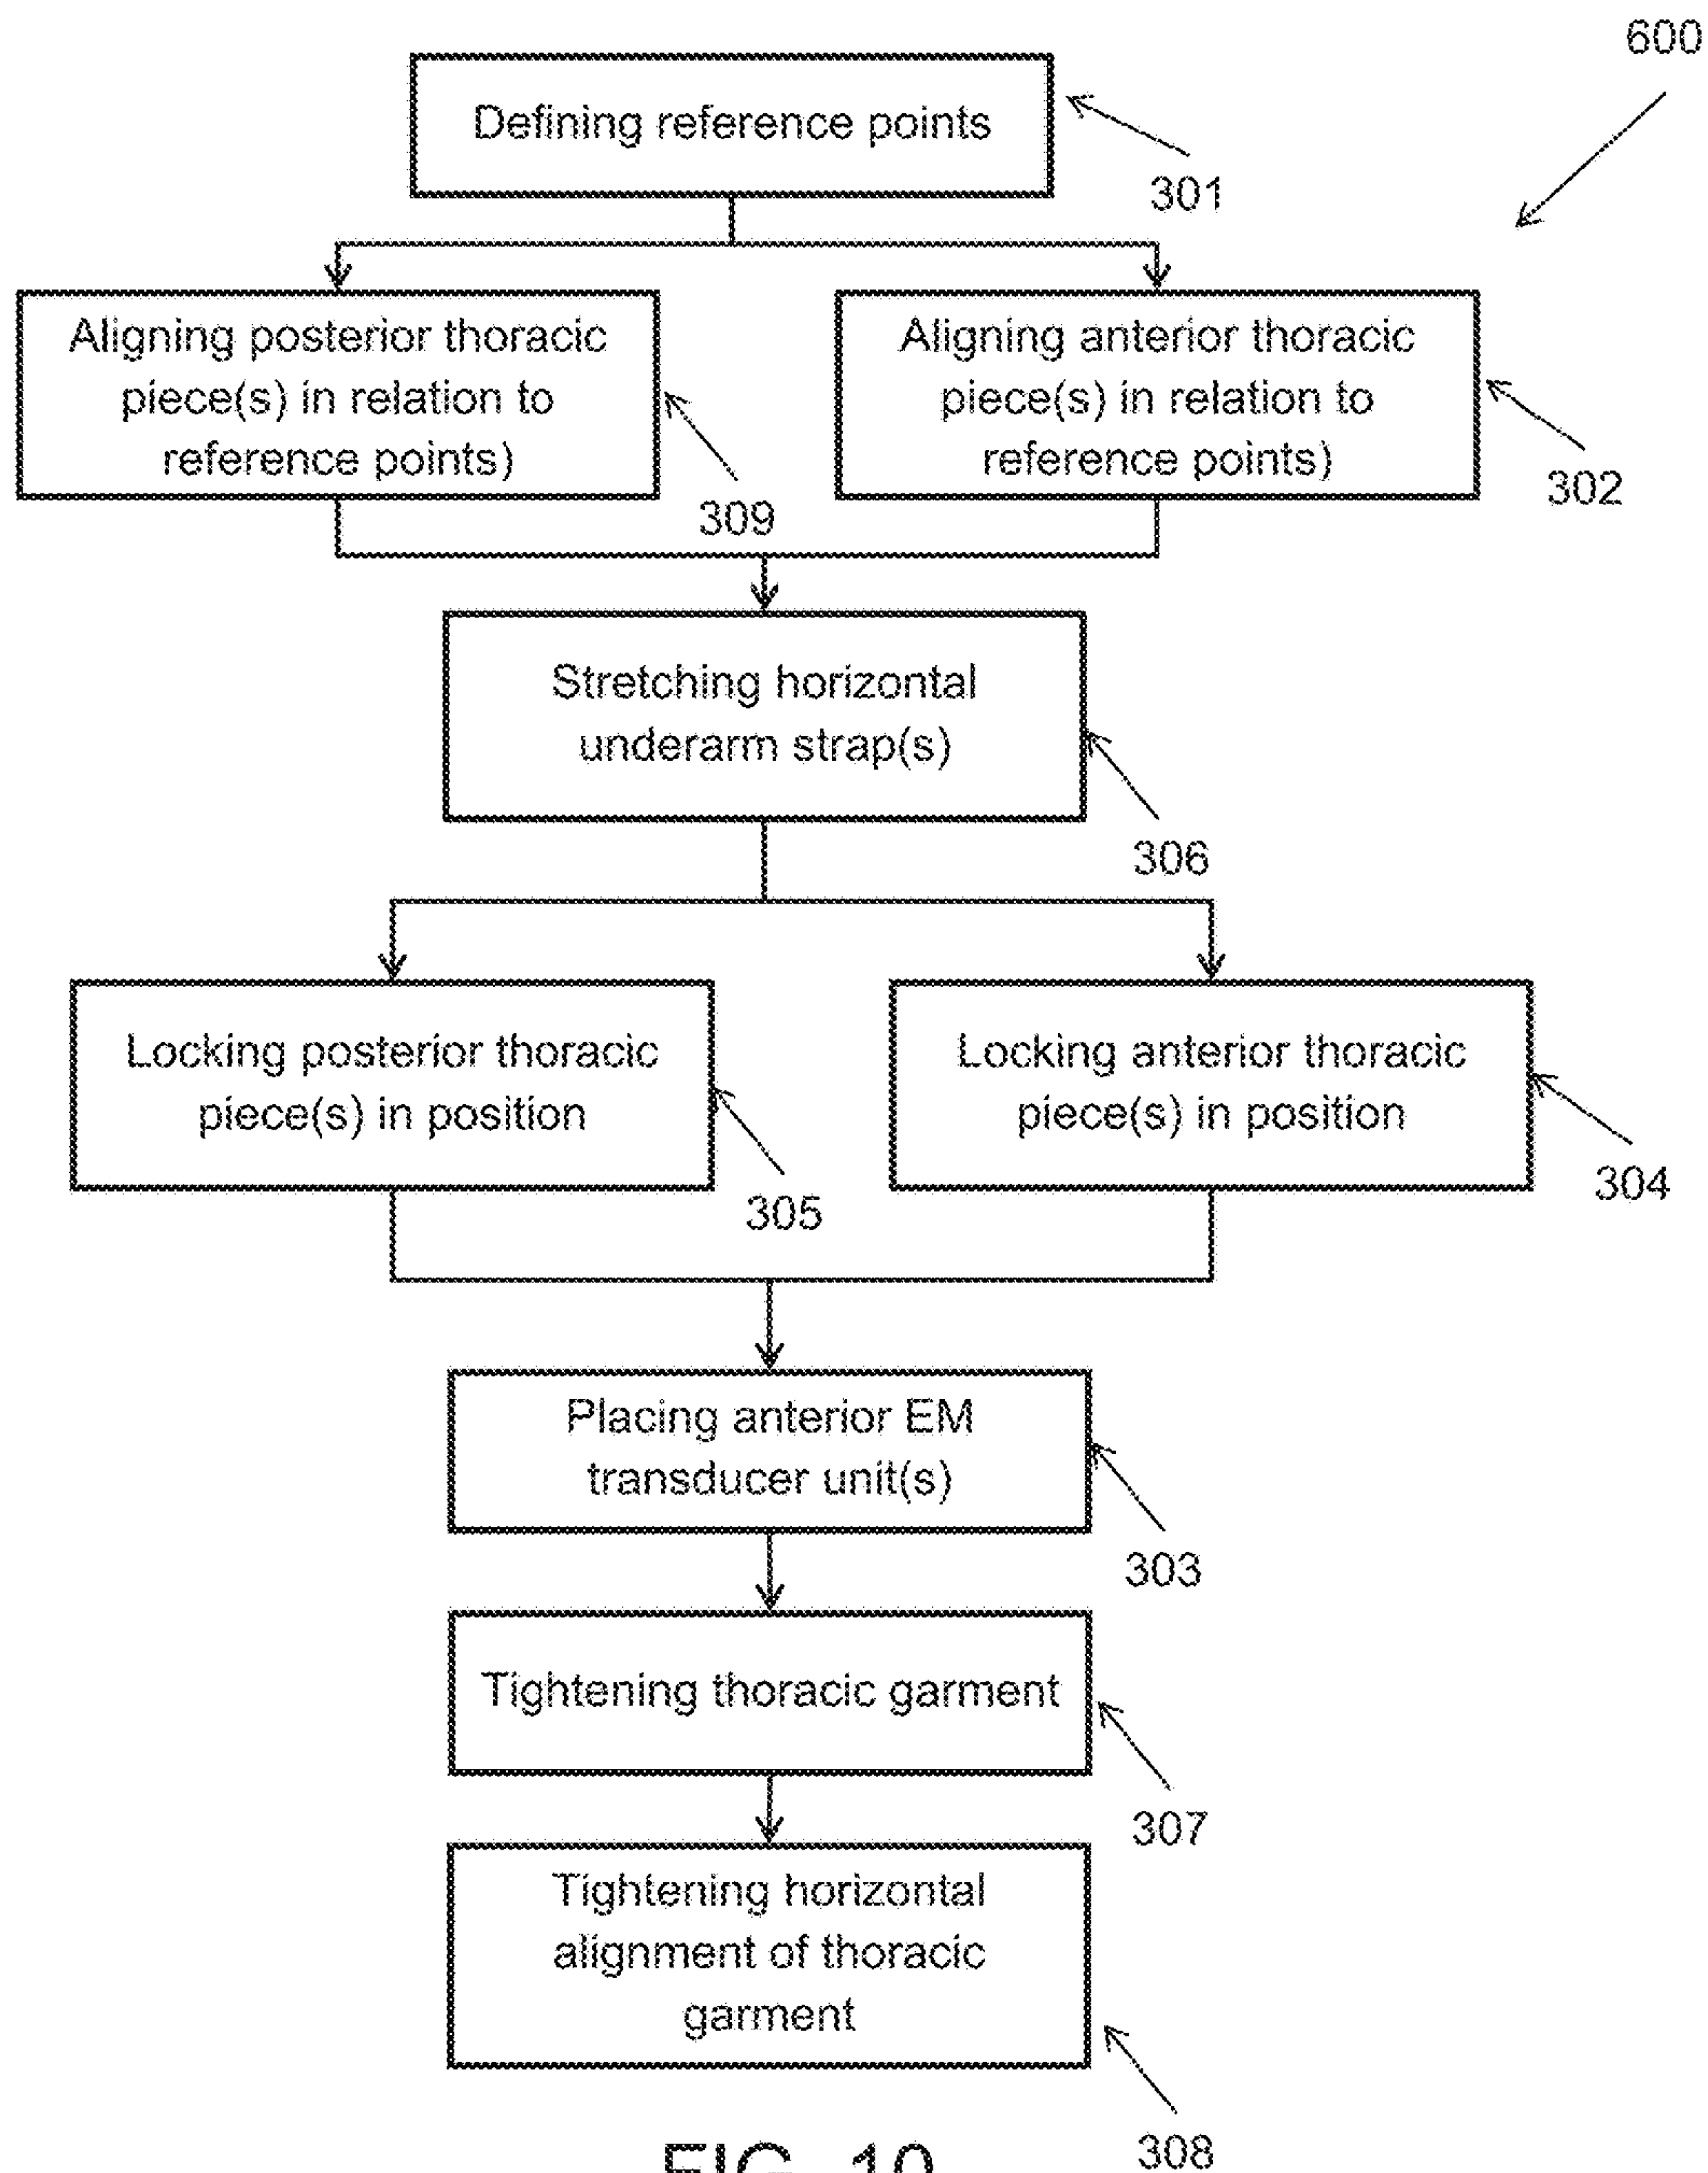 600
Defining reference points
301
Aligning posterior thoracic
piece(s) in relation to
reference points)
309
Aligning anterior thoracic
piece(s) in relation to
reference points)
302
Stretching horizontal
underarm strap(s)
306
Locking posterior thoracic
piece(s) in position
305
Locking anterior thoracic
piece(s) in position
304
Placing anterior EM
transducer unit(s)
303
Tightening thoracic garment
307
Tightening horizontal
alignment of thoracic
garment
308
FIG. 10